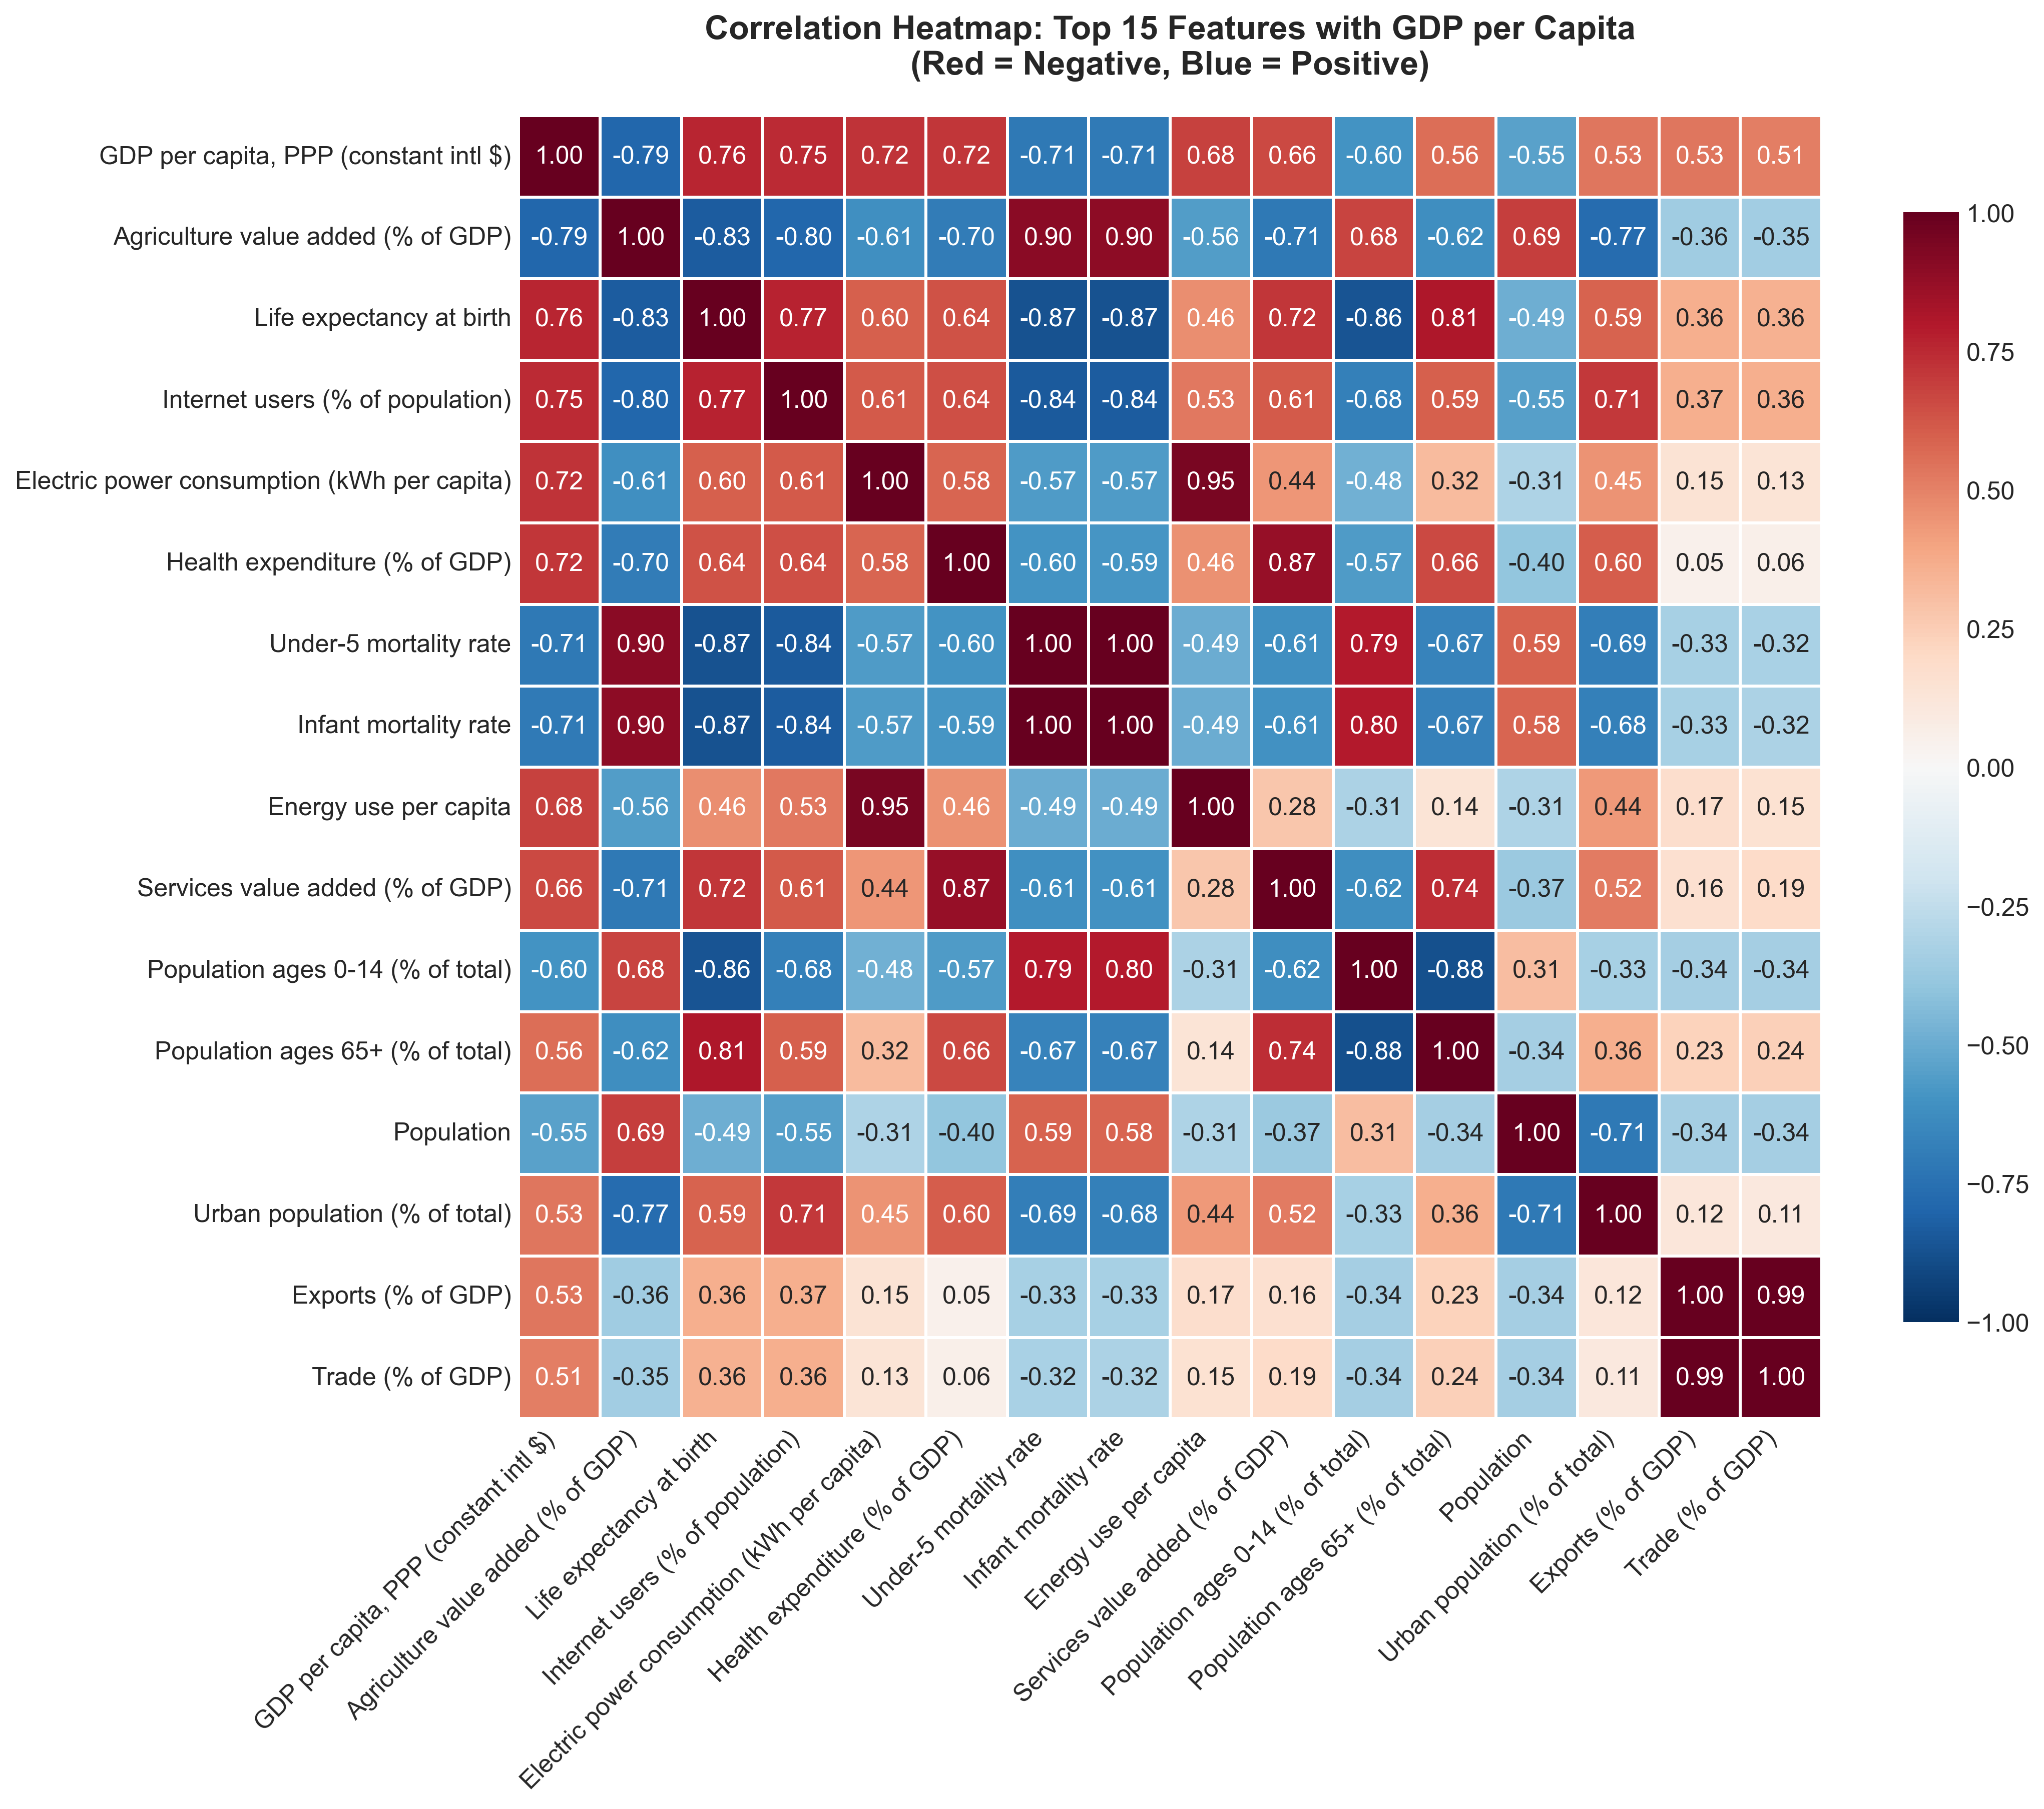 Correlation Heatmap: Top 15 Features with GDP per Capita
(Red = Negative, Blue = Positive)
GDP per capita, PPP (constant intl $) 1.00 -0.79 0.76 0.75 0.72 0.72 -0.71 -0.71 0.68 0.66 -0.60 0.56 -0.55 0.53 0.53 0.51
Agriculture value added (% of GDP) -0.79 1.00 -0.83 -0.80 -0.61 -0.70 0.90 0.90 -0.56 -0.71 0.68 -0.62 0.69 -0.77 -0.36 -0.35
Life expectancy at birth 0.76 -0.83 1.00 0.77 0.60 0.64 -0.87 -0.87 0.46 0.72 -0.86 0.81 -0.49 0.59 0.36 0.36
Internet users (% of population) 0.75 -0.80 0.77 1.00 0.61 0.64 -0.84 -0.84 0.53 0.61 -0.68 0.59 -0.55 0.71 0.37 0.36
Electric power consumption (kWh per capita) 0.72 -0.61 0.60 0.61 1.00 0.58 -0.57 -0.57 0.95 0.44 -0.48 0.32 -0.31 0.45 0.15 0.13
Health expenditure (% of GDP) 0.72 -0.70 0.64 0.64 0.58 1.00 -0.60 -0.59 0.46 0.87 -0.57 0.66 -0.40 0.60 0.05 0.06
Under-5 mortality rate -0.71 0.90 -0.87 -0.84 -0.57 -0.60 1.00 1.00 -0.49 -0.61 0.79 -0.67 0.59 -0.69 -0.33 -0.32
Infant mortality rate -0.71 0.90 -0.87 -0.84 -0.57 -0.59 1.00 1.00 -0.49 -0.61 0.80 -0.67 0.58 -0.68 -0.33 -0.32
Energy use per capita 0.68 -0.56 0.46 0.53 0.95 0.46 -0.49 -0.49 1.00 0.28 -0.31 0.14 -0.31 0.44 0.17 0.15
Services value added (% of GDP) 0.66 -0.71 0.72 0.61 0.44 0.87 -0.61 -0.61 0.28 1.00 -0.62 0.74 -0.37 0.52 0.16 0.19
Population ages 0-14 (% of total) -0.60 0.68 -0.86 -0.68 -0.48 -0.57 0.79 0.80 -0.31 -0.62 1.00 -0.88 0.31 -0.33 -0.34 -0.34
Population ages 65+ (% of total) 0.56 -0.62 0.81 0.59 0.32 0.66 -0.67 -0.67 0.14 0.74 -0.88 1.00 -0.34 0.36 0.23 0.24
Population -0.55 0.69 -0.49 -0.55 -0.31 -0.40 0.59 0.58 -0.31 -0.37 0.31 -0.34 1.00 -0.71 -0.34 -0.34
Urban population (% of total) 0.53 -0.77 0.59 0.71 0.45 0.60 -0.69 -0.68 0.44 0.52 -0.33 0.36 -0.71 1.00 0.12 0.11
Exports (% of GDP) 0.53 -0.36 0.36 0.37 0.15 0.05 -0.33 -0.33 0.17 0.16 -0.34 0.23 -0.34 0.12 1.00 0.99
Trade (% of GDP) 0.51 -0.35 0.36 0.36 0.13 0.06 -0.32 -0.32 0.15 0.19 -0.34 0.24 -0.34 0.11 0.99 1.00
GDP per capita, PPP (constant intl $)
Agriculture value added (% of GDP)
Life expectancy at birth
Internet users (% of population)
Electric power consumption (kWh per capita)
Health expenditure (% of GDP)
Under-5 mortality rate
Infant mortality rate
Energy use per capita
Services value added (% of GDP)
Population ages 0-14 (% of total)
Population ages 65+ (% of total)
Population
Urban population (% of total)
Exports (% of GDP)
Trade (% of GDP)
1.00
0.75
0.50
0.25
0.00
−0.25
−0.50
−0.75
−1.00